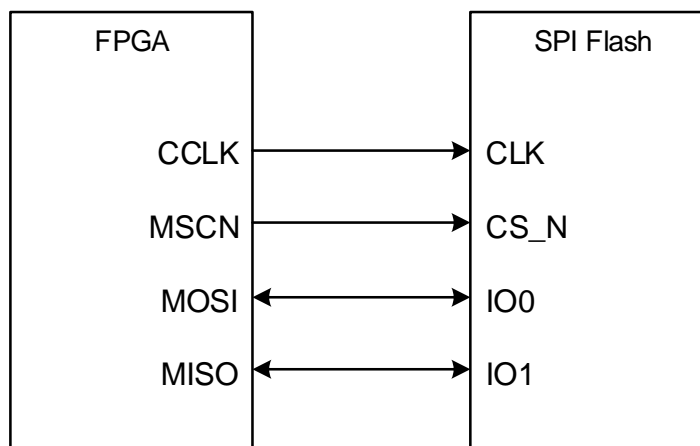 FPGA SPI Flash
CCLK CLK
MSCN CS_N
MOSI IO0
MISO IO1